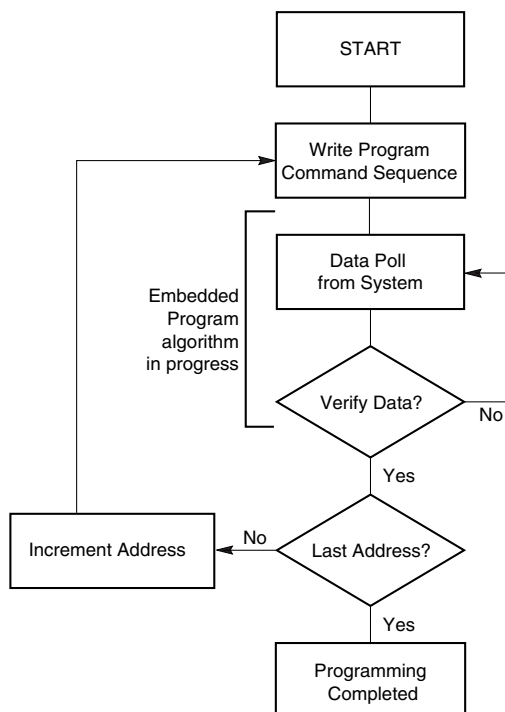 START
Write Program
Command Sequence
Data Poll
from System
Embedded
Program
algorithm
in progress
Verify Data?
No
Yes
Last Address?
No
Increment Address
Yes
Programming
Completed